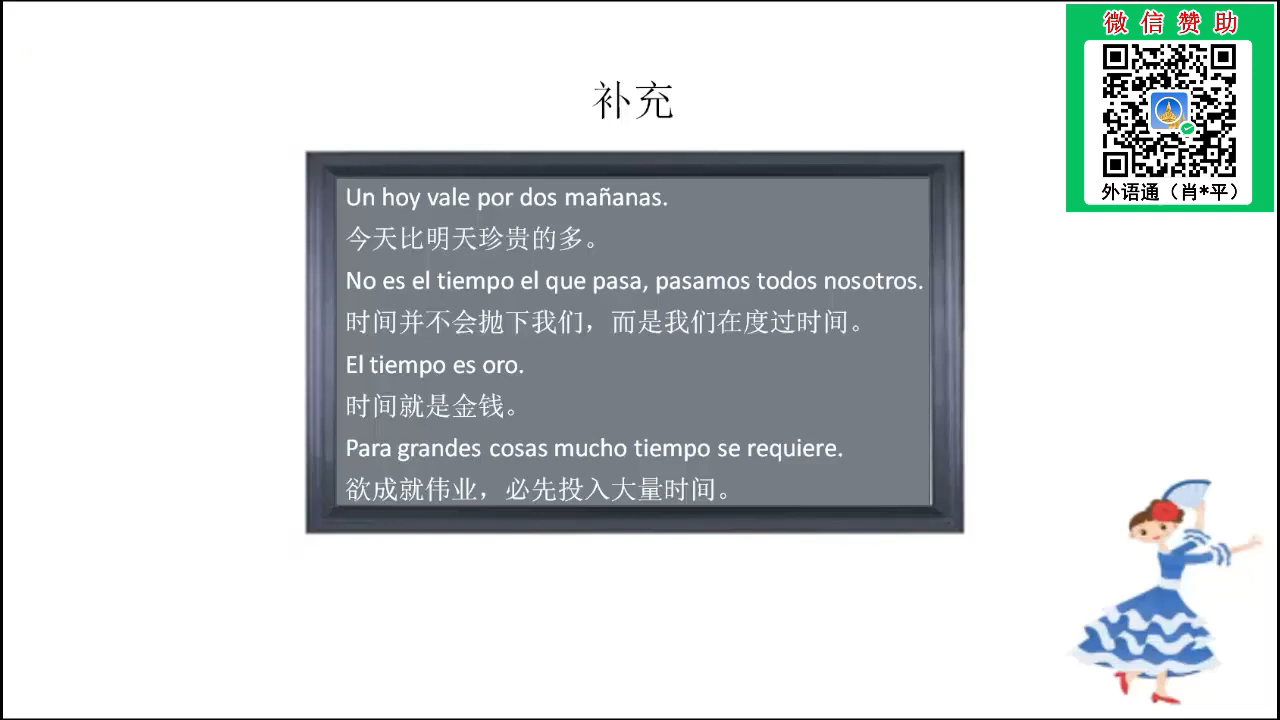 微信赞助
外语通（肖*平）
补充
Un hoy vale por dos mañanas.
今天比明天珍贵的多。
No es el tiempo el que pasa, pasamos todos nosotros.
时间并不会抛下我们，而是我们在度过时间。
El tiempo es oro.
时间就是金钱。
Para grandes cosas mucho tiempo se requiere.
欲成就伟业，必先投入大量时间。